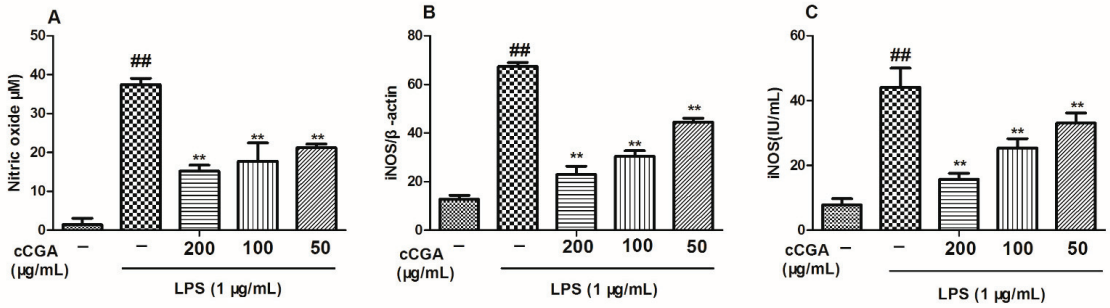 A
Nitric oxide µM)
50
40
30
20
10
0
##
**
**
**
cCGA
(µg/mL)
–
–
200
100
50
LPS (1 µg/mL)
B
iNOS/β -actin
80
60
40
20
0
##
**
**
**
cCGA
(µg/mL)
–
–
200
100
50
LPS (1 µg/mL)
C
iNOS(IU/mL)
60
40
20
0
##
**
**
**
cCGA
(µg/mL)
–
–
200
100
50
LPS (1 µg/mL)